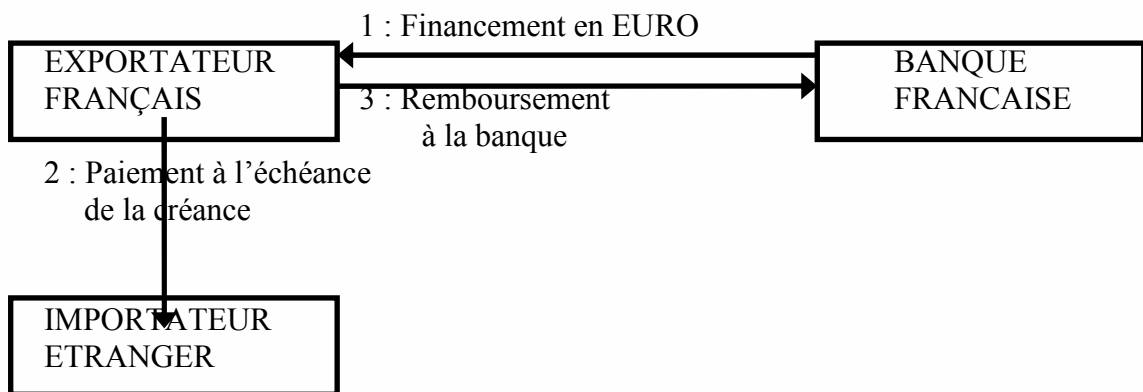 1 : Financement en EURO
EXPORTATEUR
FRANÇAIS
BANQUE
FRANCAISE
3 : Remboursement
à la banque
2 : Paiement à l’échéance
de la créance
IMPORTATEUR
ETRANGER